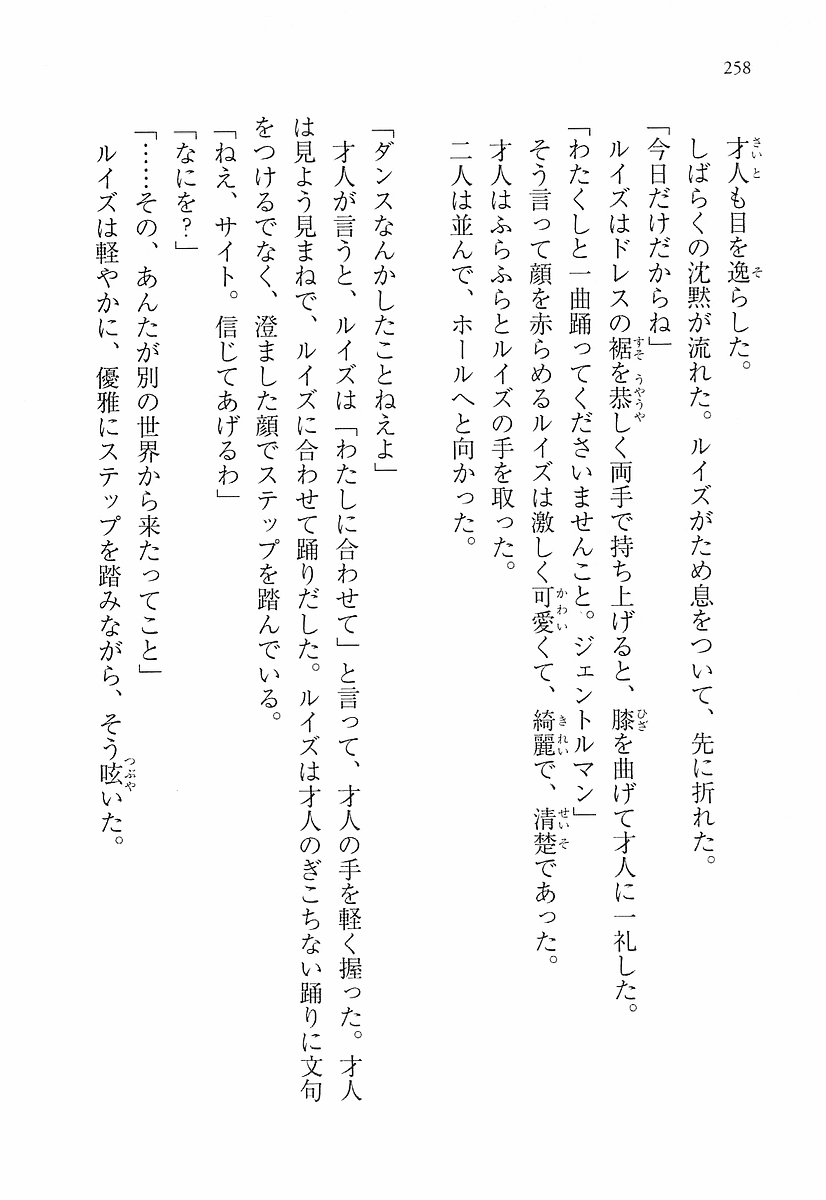 258
才人も目を逸らした。
しばらくの沈黙が流れた。ルイズがため息をついて、先に折れた。
「今日だけだからね」
ルイズはドレスの裾を恭しく両手で持ち上げると、膝を曲げて才人に一礼した。
「わたくしと一曲踊ってくださいませんこと。ジェントルマン」
そう言って顔を赤らめるルイズは激しく可愛くて、綺麗で、清楚であった。
才人はふらふらとルイズの手を取った。
二人は並んで、ホールへと向かった。
「ダンスなんかしたことねえよ」
才人が言うと、ルイズは「わたしに合わせて」と言って、才人の手を軽く握った。才人
は見よう見まねで、ルイズに合わせて踊りだした。ルイズは才人のぎこちない踊りに文句
をつけるでなく、澄ました顔でステップを踏んでいる。
「ねえ、サイト。信じてあげるわ」
「なにを？」
「……その、あんたが別の世界から来たってこと」
ルイズは軽やかに、優雅にステップを踏みながら、そう呟いた。